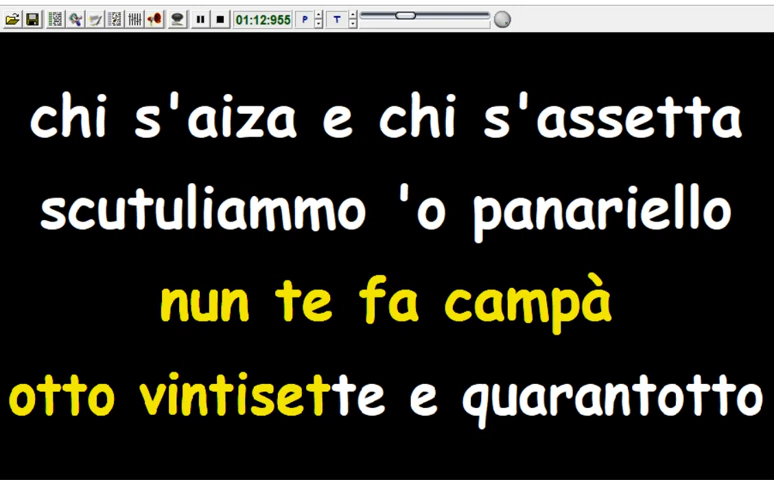 01:12:955 P T
chi s'aiza e chi s'assetta
scutuliammo 'o panariello
nun te fa campà
otto vintisette e quarantotto